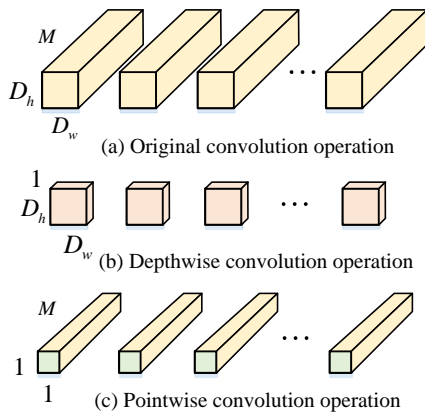 M
D_h
D_w
...
(a) Original convolution operation
1
D_h
D_w
...
(b) Depthwise convolution operation
M
1
1
...
(c) Pointwise convolution operation